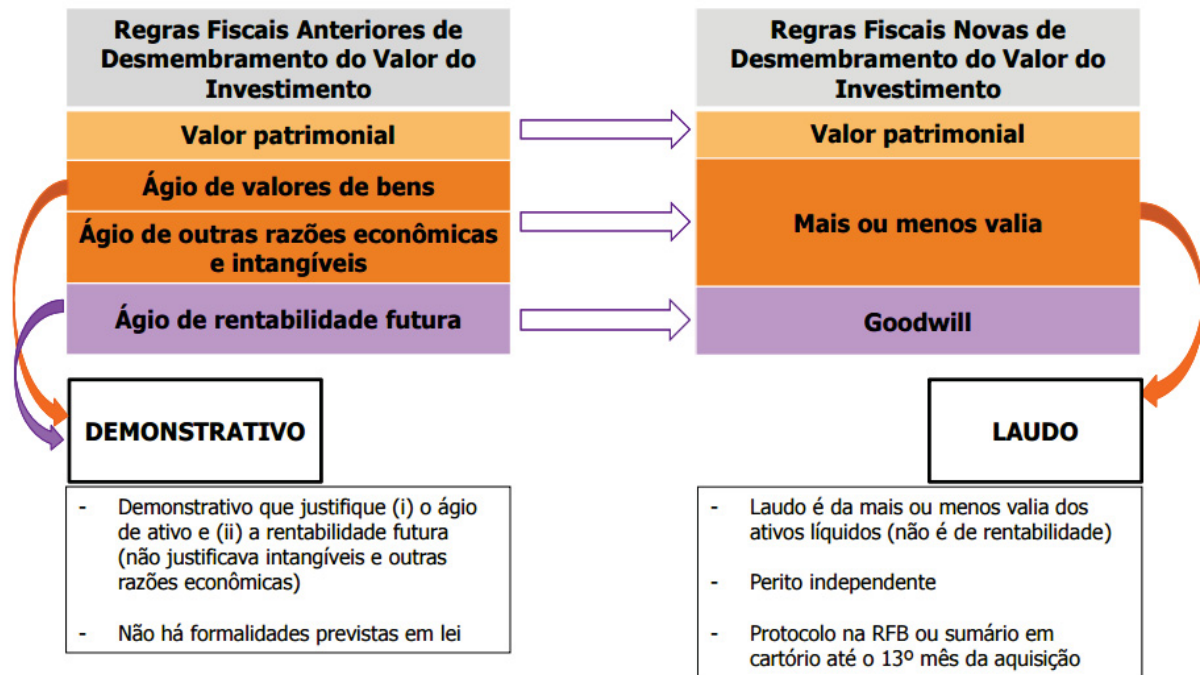 Regras Fiscais Anteriores de
Desmembramento do Valor do
Investimento
Valor patrimonial
Ágio de valores de bens
Ágio de outras razões econômicas
e intangíveis
Ágio de rentabilidade futura
DEMONSTRATIVO
- Demonstrativo que justifique (i) o ágio
de ativo e (ii) a rentabilidade futura
(não justificava intangíveis e outras
razões econômicas)
- Não há formalidades previstas em lei
Regras Fiscais Novas de
Desmembramento do Valor do
Investimento
Valor patrimonial
Mais ou menos valia
Goodwill
LAUDO
- Laudo é da mais ou menos valia dos
ativos líquidos (não é de rentabilidade)
- Perito independente
- Protocolo na RFB ou sumário em
cartório até o 13º mês da aquisição